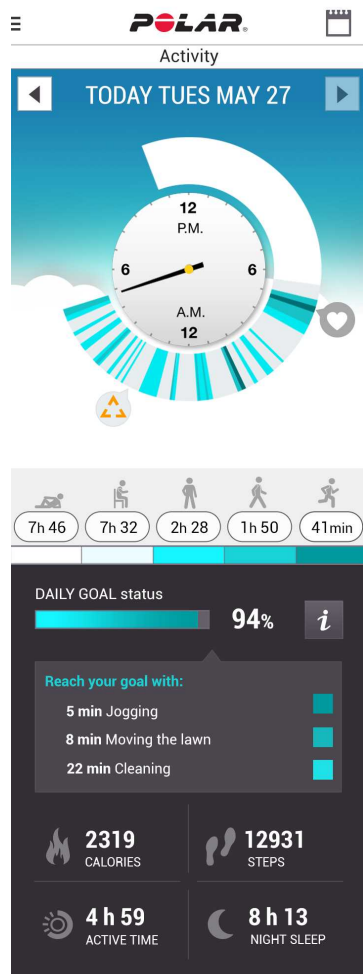 POLAR
Activity
TODAY TUES MAY 27
12
P.M.
6 6
A.M.
12
7h 46 7h 32 2h 28 1h 50 41min
DAILY GOAL status
94% i
Reach your goal with:
5 min Jogging
8 min Moving the lawn
22 min Cleaning
2319 12931
CALORIES STEPS
4 h 59 8 h 13
ACTIVE TIME NIGHT SLEEP